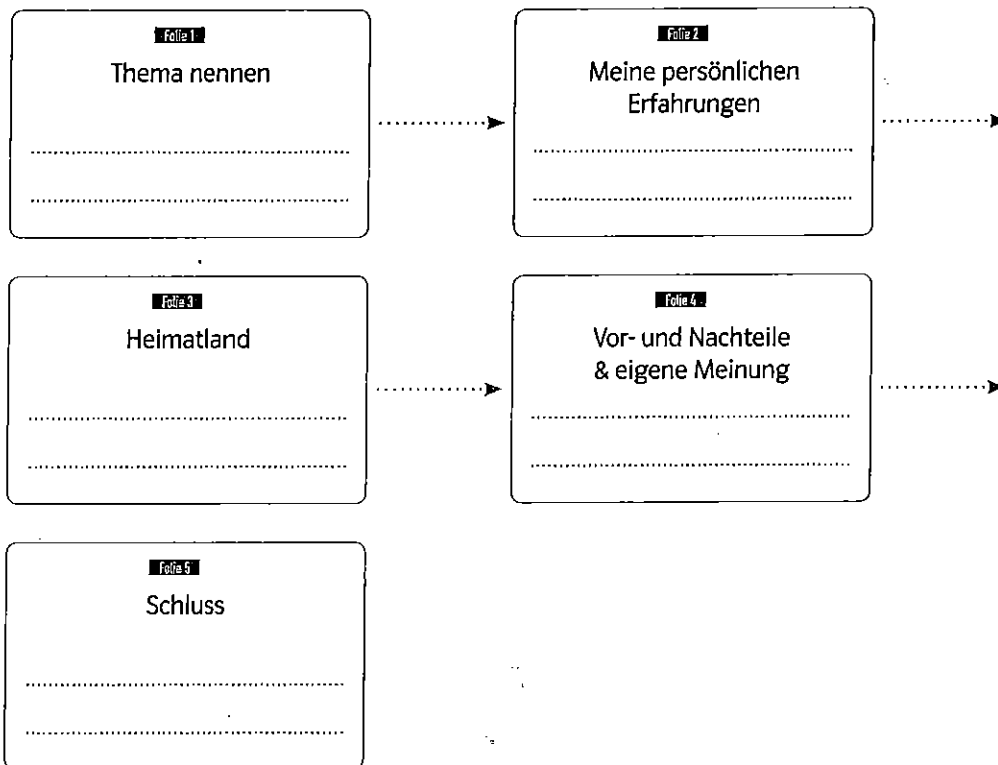 Folie 1
Thema nennen
Folie 2
Meine persönlichen
Erfahrungen
Folie 3
Heimatland
Folie 4
Vor- und Nachteile
& eigene Meinung
Folie 5
Schluss